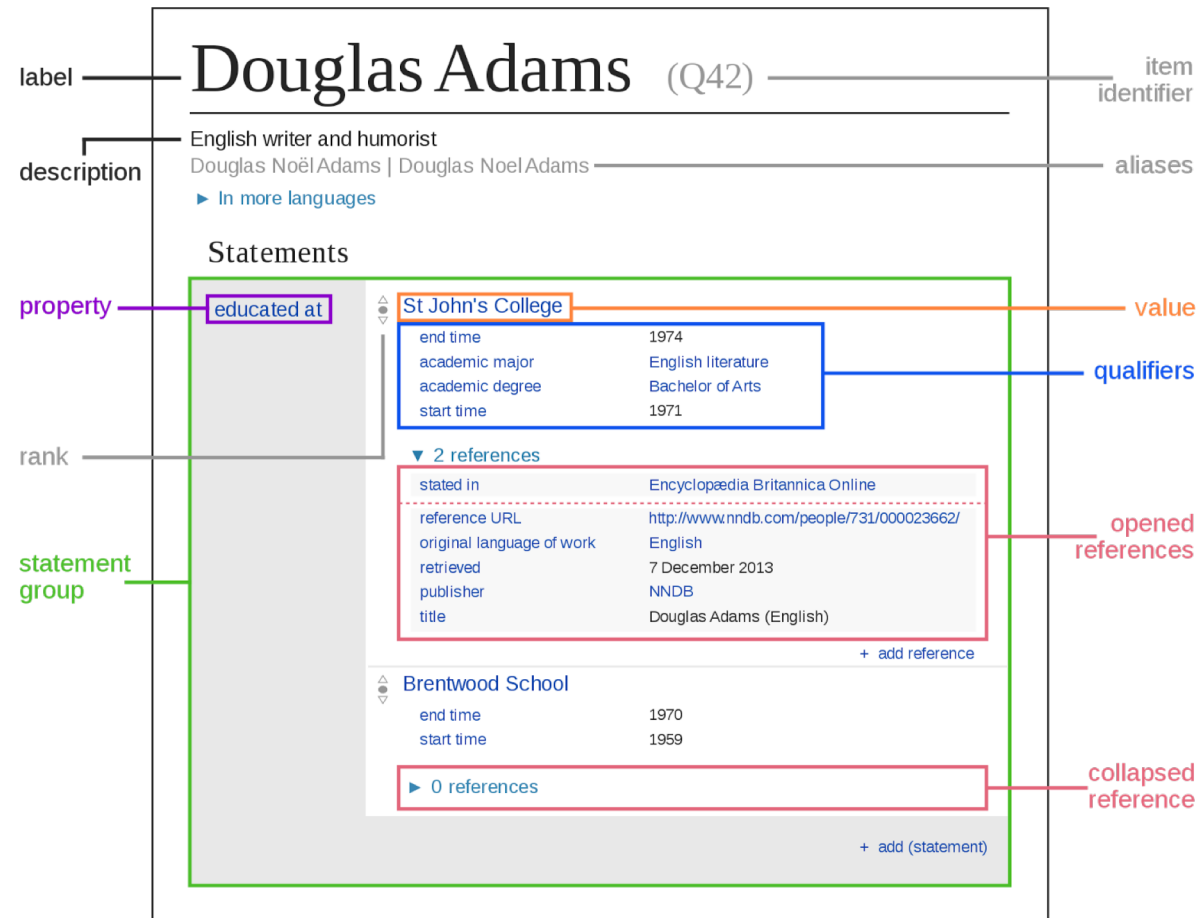 label
Douglas Adams (Q42)
item
identifier
description
English writer and humorist
Douglas Noël Adams | Douglas Noel Adams
aliases
► In more languages
Statements
property
educated at
St John's College
value
end time 1974
academic major English literature
academic degree Bachelor of Arts
start time 1971
qualifiers
rank
▼ 2 references
stated in Encyclopædia Britannica Online
reference URL http://www.nndb.com/people/731/000023662/
original language of work English
retrieved 7 December 2013
publisher NNDB
title Douglas Adams (English)
opened
references
statement
group
+ add reference
Brentwood School
end time 1970
start time 1959
► 0 references
collapsed
reference
+ add (statement)